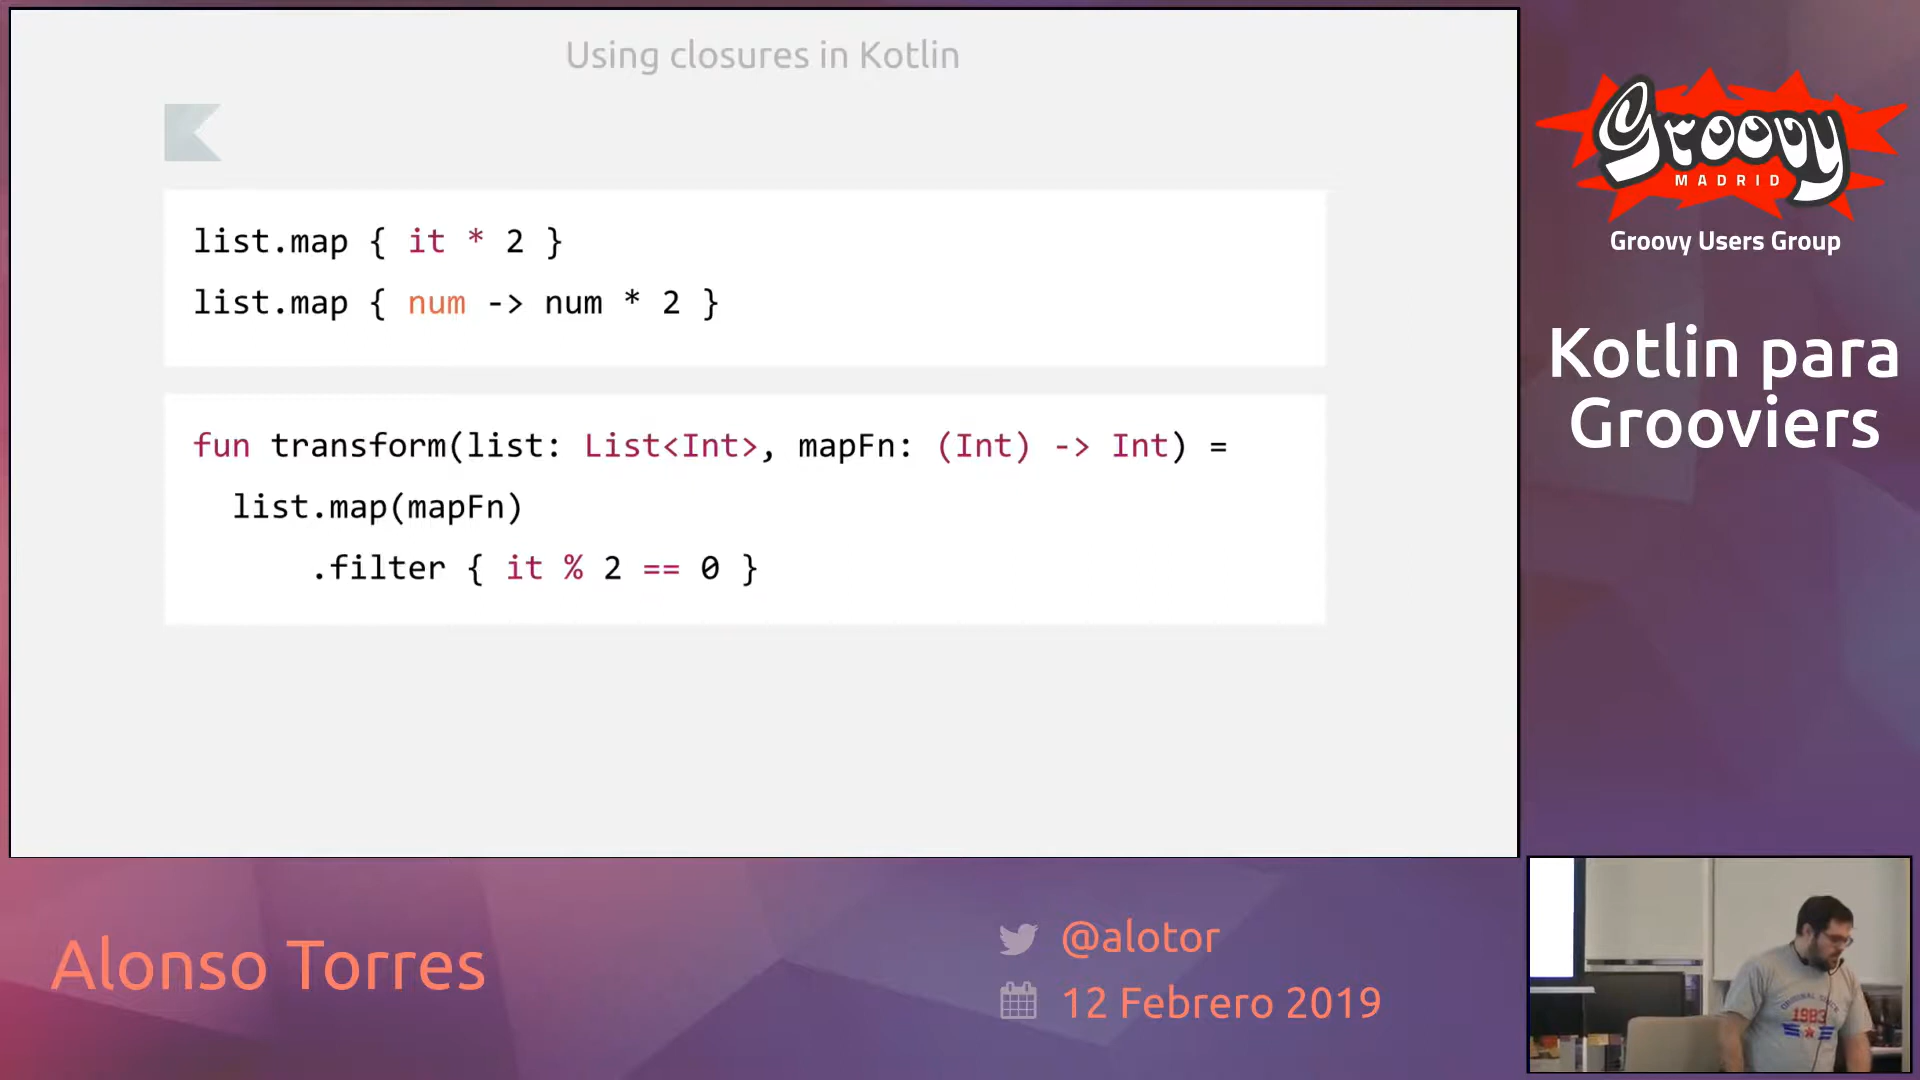 Using closures in Kotlin
list.map { it * 2 }
list.map { num -> num * 2 }
fun transform(list: List<Int>, mapFn: (Int) -> Int) =
list.map(mapFn)
.filter { it % 2 == 0 }
Groovy
MADRID
Groovy Users Group
Kotlin para
Grooviers
Alonso Torres
@alotor
12 Febrero 2019
1983